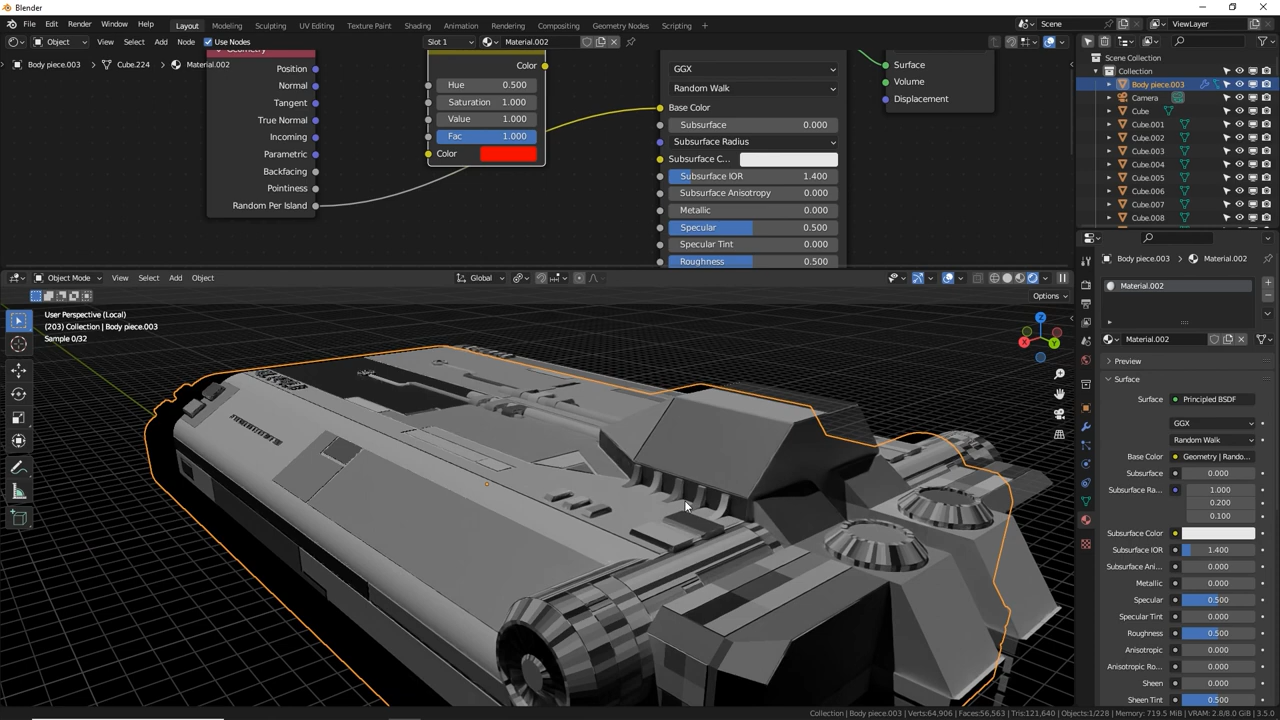 Blender
File Edit Render Window Help Layout Modeling Sculpting UV Editing Texture Paint Shading Animation Rendering Compositing Geometry Nodes Scripting + Scene ViewLayer
Object View Select Add Node Use Nodes Slot 1 Material.002
Body piece.003 Cube.224 Material.002
Geometry
Position
Normal
Tangent
True Normal
Incoming
Parametric
Backfacing
Pointiness
Random Per Island
Color
Hue 0.500
Saturation 1.000
Value 1.000
Fac 1.000
Color
GGX
Random Walk
Base Color
Subsurface 0.000
Subsurface Radius
Subsurface C...
Subsurface IOR 1.400
Subsurface Anisotropy 0.000
Metallic 0.000
Specular 0.500
Specular Tint 0.000
Roughness 0.500
Surface
Volume
Displacement
Scene Collection
Collection
Body piece.003
Camera
Cube
Cube.001
Cube.002
Cube.003
Cube.004
Cube.005
Cube.006
Cube.007
Cube.008
Object Mode View Select Add Object Global
Options
User Perspective (Local)
(203) Collection | Body piece.003
Sample 0/32
X Y Z
Body piece.003 Material.002
Material.002
Material.002
Preview
Surface
Surface Principled BSDF
GGX
Random Walk
Base Color Geometry | Rando...
Subsurface 0.000
Subsurface Ra... 1.000
0.200
0.100
Subsurface Color
Subsurface IOR 1.400
Subsurface Ani... 0.000
Metallic 0.000
Specular 0.500
Specular Tint 0.000
Roughness 0.500
Anisotropic 0.000
Anisotropic Ro... 0.000
Sheen 0.000
Sheen Tint 0.500
Collection | Body piece.003 | Verts:64,906 | Faces:56,563 | Tris:121,640 | Objects:1/228 | Memory: 719.5 MiB | VRAM: 2.8/8.0 GiB | 3.5.0